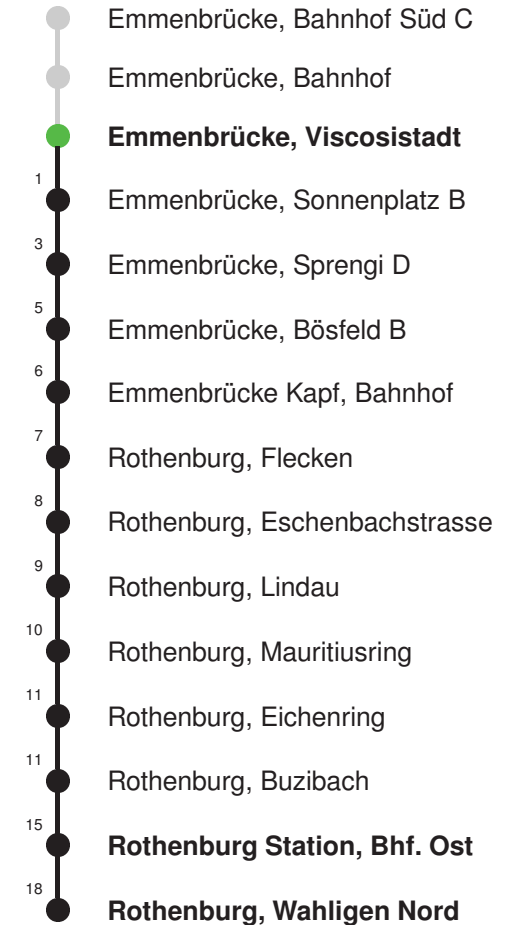 Emmenbrücke, Bahnhof Süd C
Emmenbrücke, Bahnhof
Emmenbrücke, Viscosistadt
1 Emmenbrücke, Sonnenplatz B
3 Emmenbrücke, Sprengi D
5 Emmenbrücke, Bösfeld B
6 Emmenbrücke Kapf, Bahnhof
7 Rothenburg, Flecken
8 Rothenburg, Eschenbachstrasse
9 Rothenburg, Lindau
10 Rothenburg, Mauritiusring
11 Rothenburg, Eichenring
11 Rothenburg, Buzibach
15 Rothenburg Station, Bhf. Ost
18 Rothenburg, Wahligen Nord